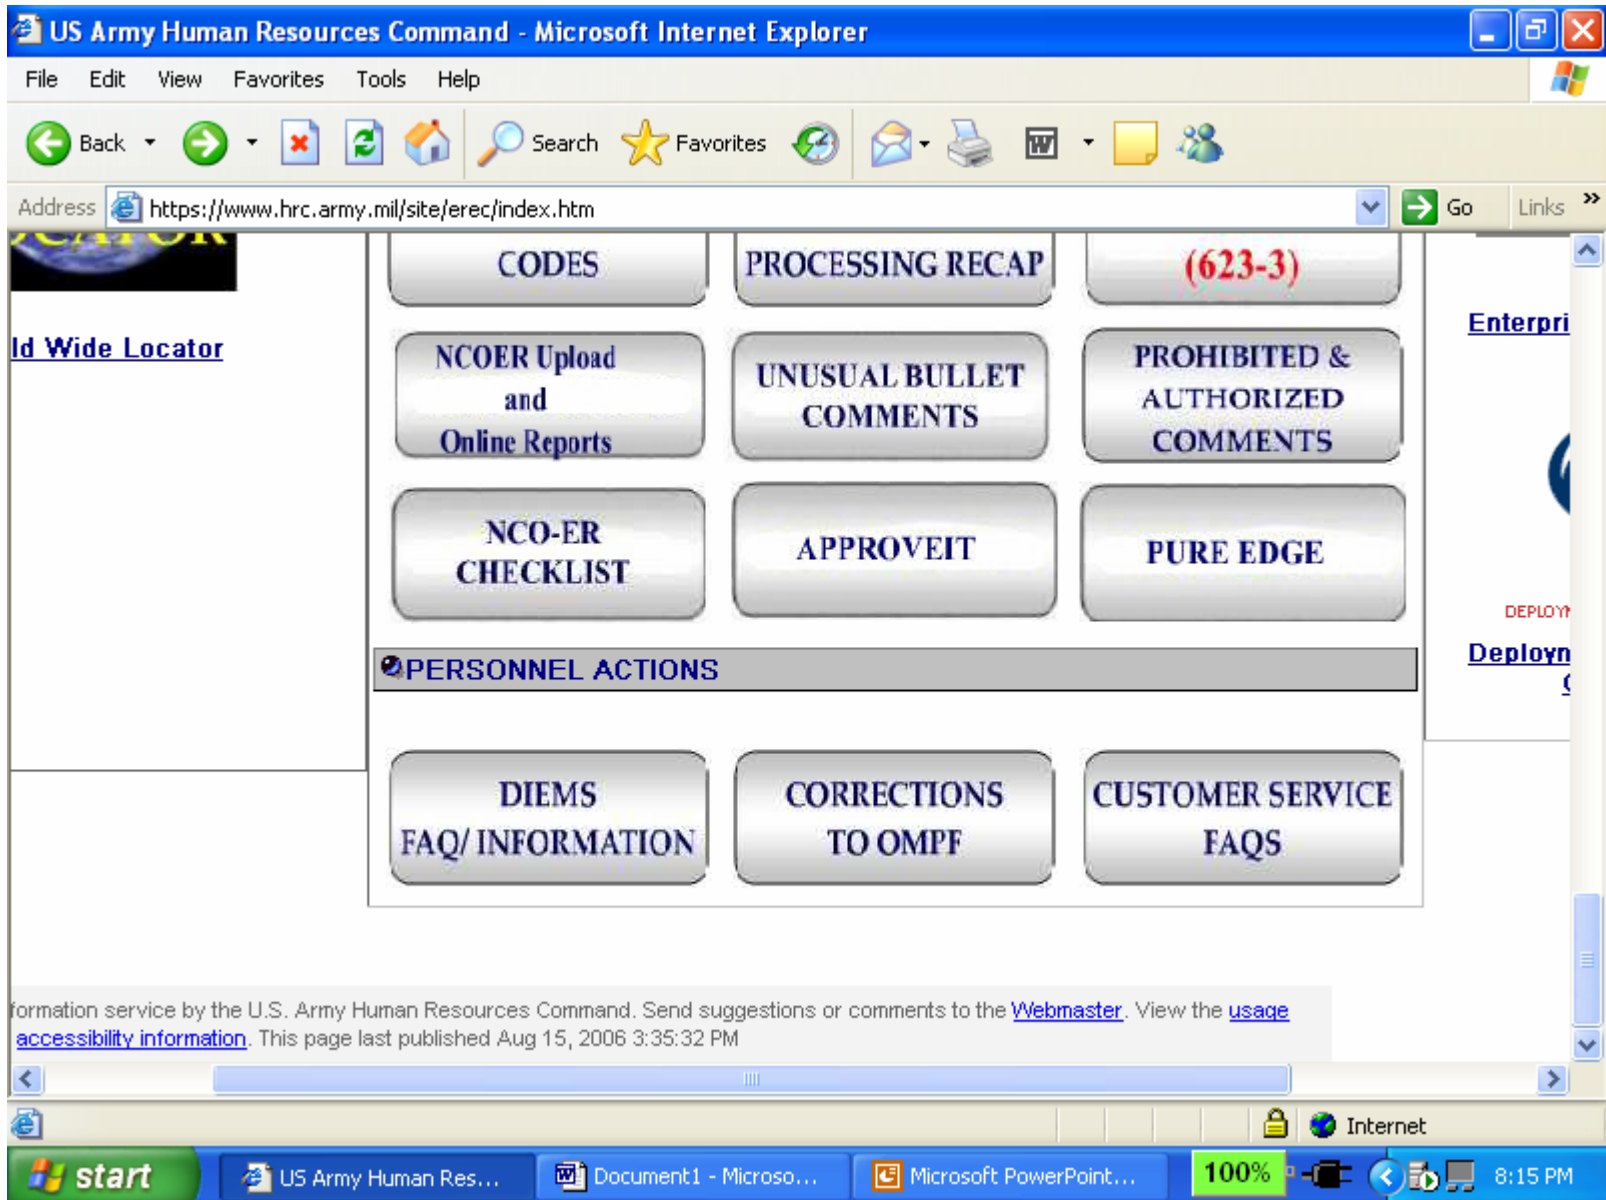 US Army Human Resources Command - Microsoft Internet Explorer
File Edit View Favorites Tools Help
Back Search Favorites
Address https://www.hrc.army.mil/site/erec/index.htm Go Links
CODES
PROCESSING RECAP
(623-3)
ld Wide Locator
Enterpri
NCOER Upload
and
Online Reports
UNUSUAL BULLET
COMMENTS
PROHIBITED &
AUTHORIZED
COMMENTS
NCO-ER
CHECKLIST
APPROVEIT
PURE EDGE
DEPLOYM
Deploym
PERSONNEL ACTIONS
DIEMS
FAQ/ INFORMATION
CORRECTIONS
TO OMPF
CUSTOMER SERVICE
FAQS
formation service by the U.S. Army Human Resources Command. Send suggestions or comments to the Webmaster. View the usage
accessibility information. This page last published Aug 15, 2006 3:35:32 PM
Internet
start US Army Human Res... Document1 - Microso... Microsoft PowerPoint... 100% 8:15 PM